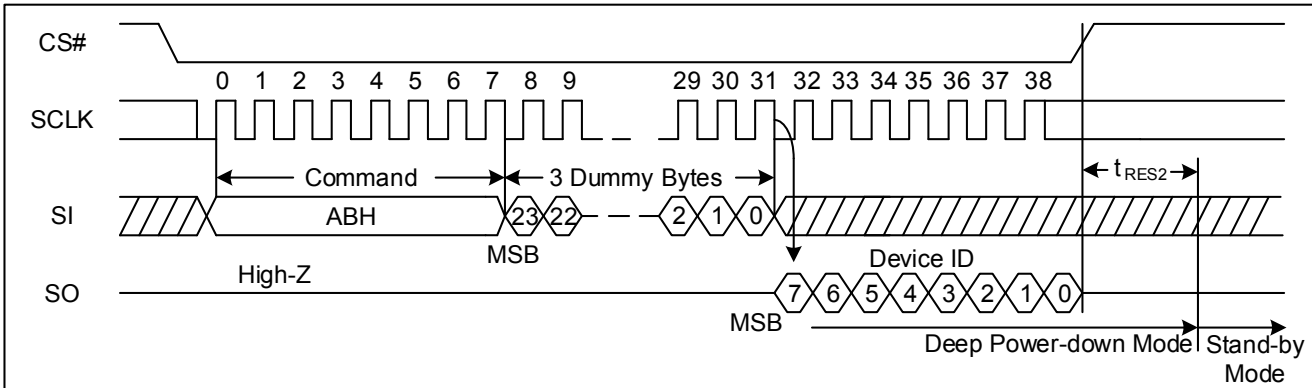 CS#
0 1 2 3 4 5 6 7 8 9 29 30 31 32 33 34 35 36 37 38
SCLK
Command 3 Dummy Bytes tRES2
SI ABH 23 22 2 1 0
MSB Device ID
High-Z
SO 7 6 5 4 3 2 1 0
MSB
Deep Power-down Mode Stand-by
Mode